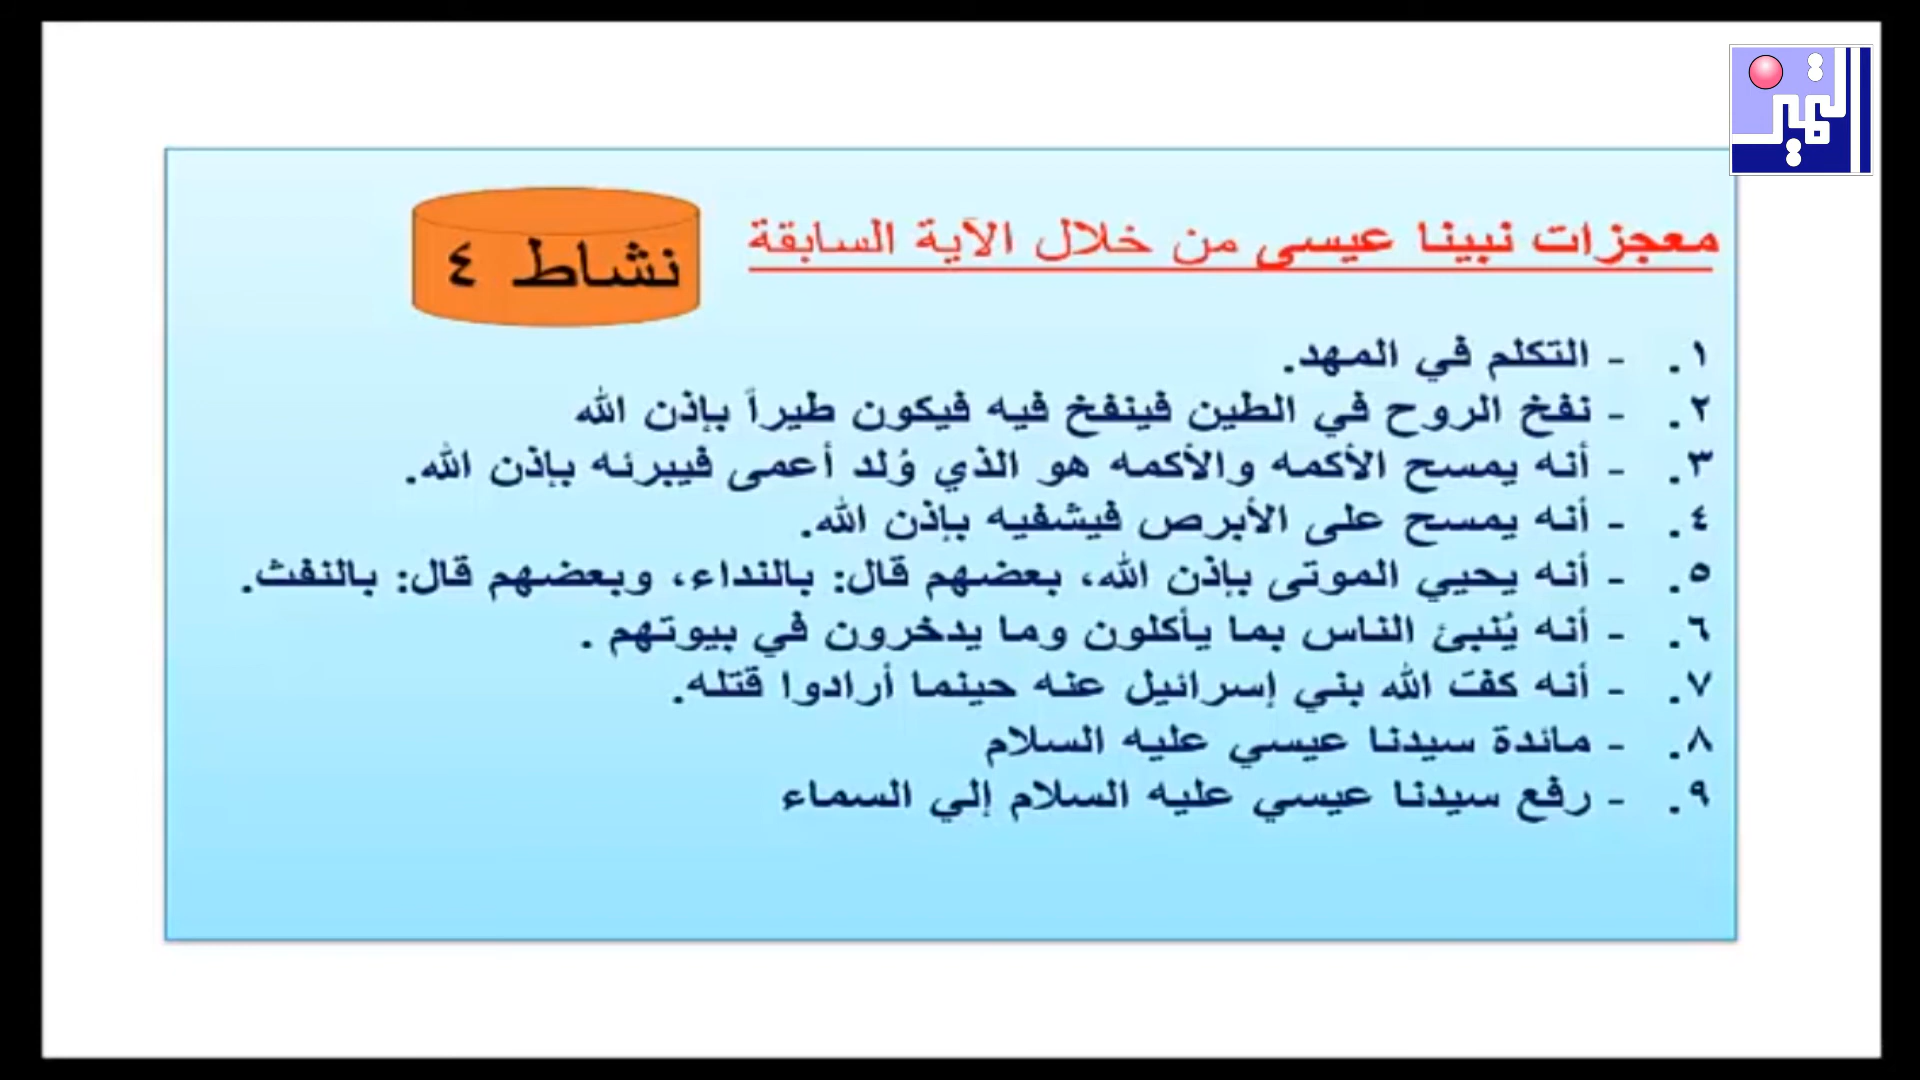 معجزات نبينا عيسى من خلال الآية السابقة
نشاط ٤
١. - التكلم في المهد.
٢. - نفخ الروح في الطين فينفخ فيه فيكون طيراً بإذن الله
٣. - أنه يمسح الأكمه والأكمه هو الذي وُلد أعمى فيبرئه بإذن الله.
٤. - أنه يمسح على الأبرص فيشفيه بإذن الله.
٥. - أنه يحيي الموتى بإذن الله، بعضهم قال: بالنداء، وبعضهم قال: بالنفث.
٦. - أنه يُنبئ الناس بما يأكلون وما يدخرون في بيوتهم .
٧. - أنه كفّ الله بني إسرائيل عنه حينما أرادوا قتله.
٨. - مائدة سيدنا عيسي عليه السلام
٩. - رفع سيدنا عيسي عليه السلام إلي السماء